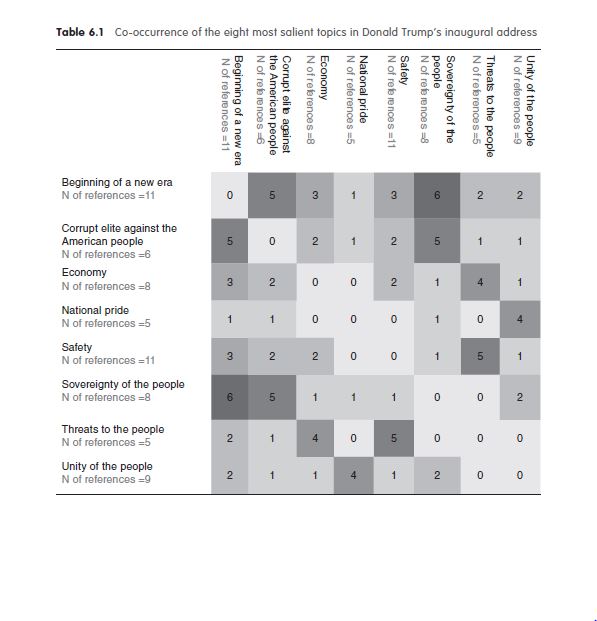 Table 6.1 Co-occurrence of the eight most salient topics in Donald Trump's inaugural address
Beginning of a new era
N of references =11
Corrupt elite against
the American people
N of references =6
Economy
N of references =8
National pride
N of references =5
Safety
N of references =11
Sovereignty of the
people
N of references =8
Threats to the people
N of references =5
Unity of the people
N of references =9
Beginning of a new era
N of references =11
0 5 3 1 3 6 2 2
Corrupt elite against the
American people
N of references =6
5 0 2 1 2 5 1 1
Economy
N of references =8
3 2 0 0 2 1 4 1
National pride
N of references =5
1 1 0 0 0 1 0 4
Safety
N of references =11
3 2 2 0 0 1 5 1
Sovereignty of the people
N of references =8
6 5 1 1 1 0 0 2
Threats to the people
N of references =5
2 1 4 0 5 0 0 0
Unity of the people
N of references =9
2 1 1 4 1 2 0 0